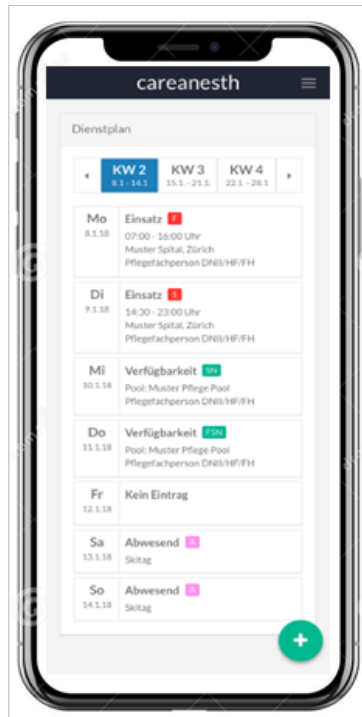 careanesth
Dienstplan
KW 2 KW 3 KW 4
8.1 - 14.1 15.1. - 21.1. 22.1. - 28.1
Mo Einsatz F
8.1.18 07:00 - 16:00 Uhr
Muster Spital, Zürich
Pflegefachperson DNII/HF/FH
Di Einsatz S
9.1.18 14:30 - 23:00 Uhr
Muster Spital, Zürich
Pflegefachperson DNII/HF/FH
Mi Verfügbarkeit SN
10.1.18 Pool: Muster Pflege Pool
Pflegefachperson DNII/HF/FH
Do Verfügbarkeit FSN
11.1.18 Pool: Muster Pflege Pool
Pflegefachperson DNII/HF/FH
Fr Kein Eintrag
12.1.18
Sa Abwesend A
13.1.18 Skitag
So Abwesend A
14.1.18 Skitag
+